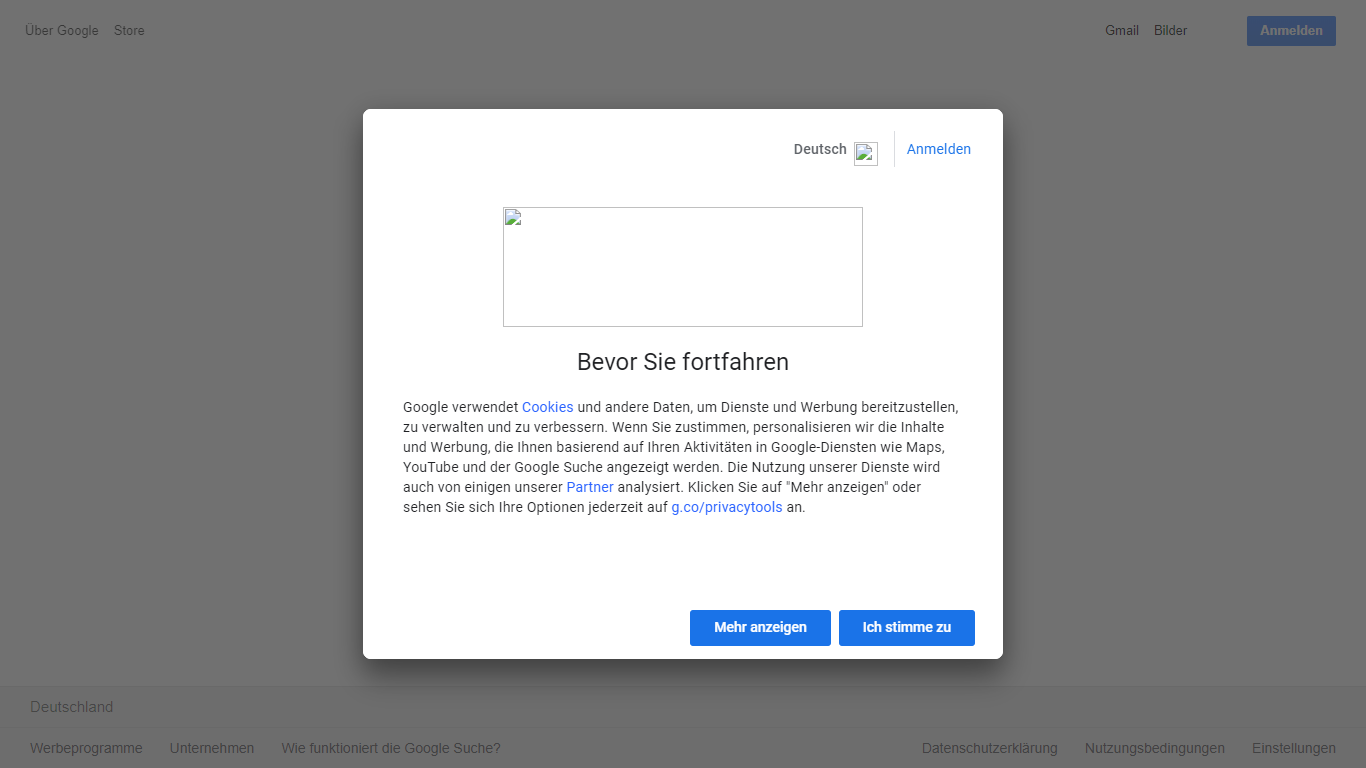 Über Google Store Gmail Bilder Anmelden
Deutsch Anmelden
Bevor Sie fortfahren
Google verwendet Cookies und andere Daten, um Dienste und Werbung bereitzustellen,
zu verwalten und zu verbessern. Wenn Sie zustimmen, personalisieren wir die Inhalte
und Werbung, die Ihnen basierend auf Ihren Aktivitäten in Google-Diensten wie Maps,
YouTube und der Google Suche angezeigt werden. Die Nutzung unserer Dienste wird
auch von einigen unserer Partner analysiert. Klicken Sie auf "Mehr anzeigen" oder
sehen Sie sich Ihre Optionen jederzeit auf g.co/privacytools an.
Mehr anzeigen Ich stimme zu
Deutschland
Werbeprogramme Unternehmen Wie funktioniert die Google Suche? Datenschutzerklärung Nutzungsbedingungen Einstellungen